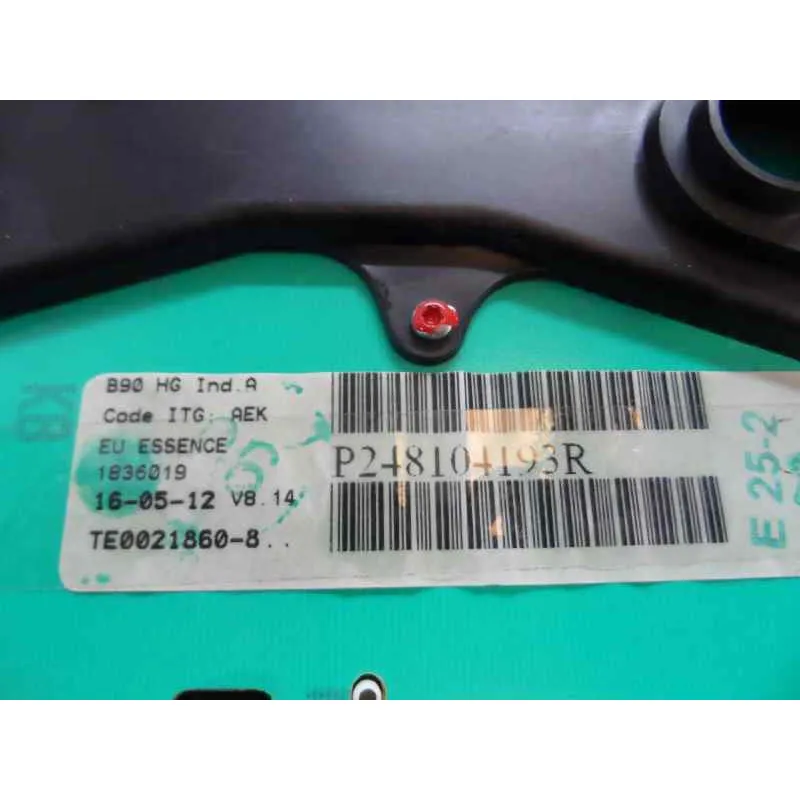 B90 HG Ind.A
Code ITG: AEK
EU ESSENCE
1836019
16-05-12 V8.14
TE0021860-8..
P248104193R
E 25-2
KB